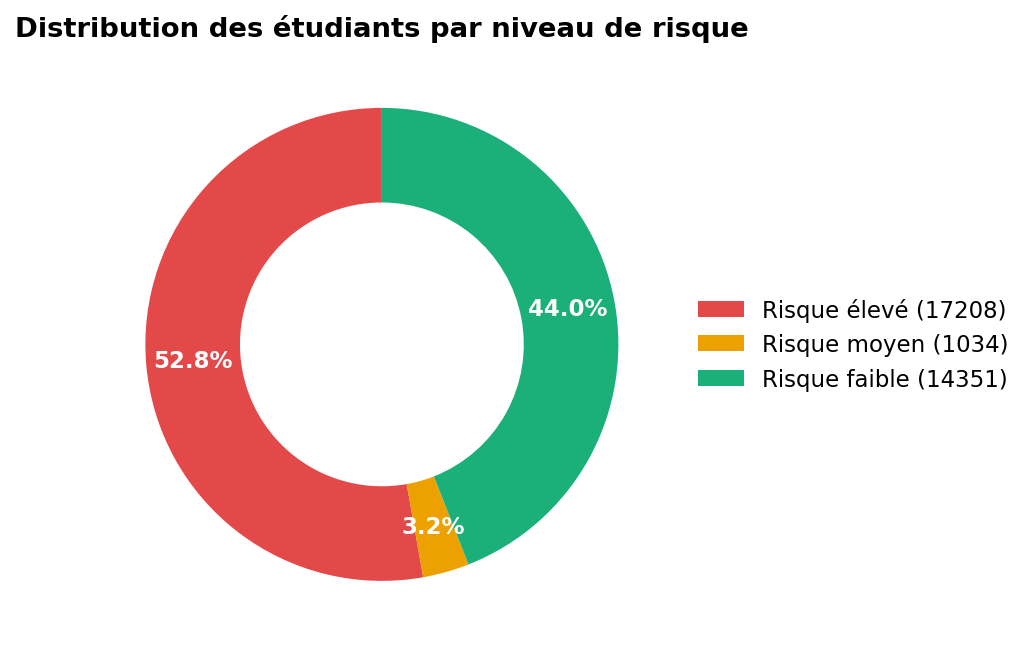 Distribution des étudiants par niveau de risque
44.0%
52.8%
3.2%
Risque élevé (17208)
Risque moyen (1034)
Risque faible (14351)